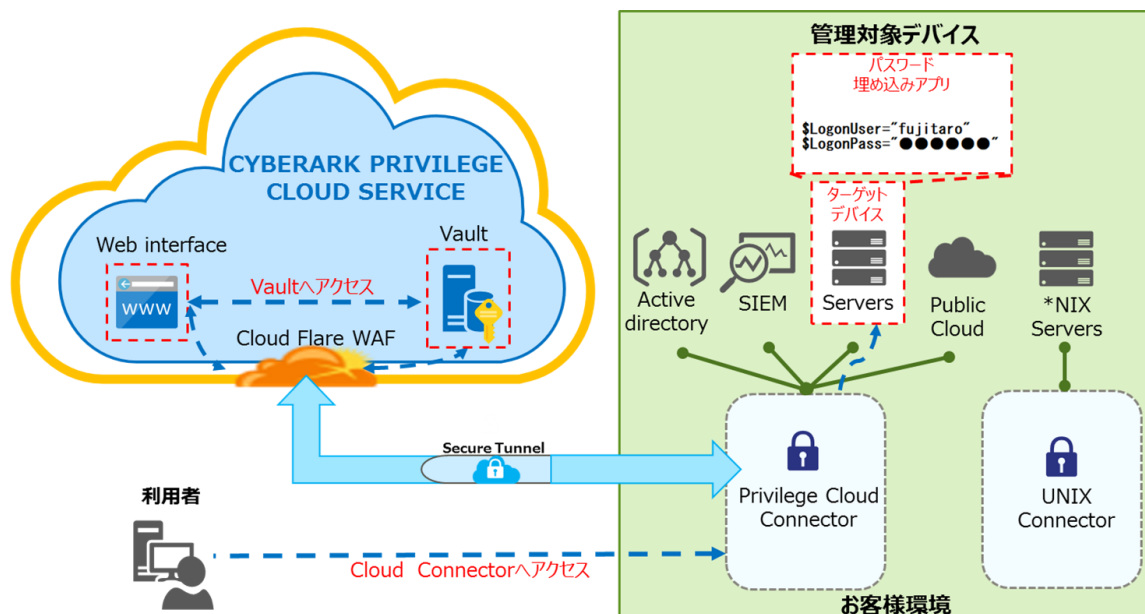 管理対象デバイス
パスワード
埋め込みアプリ
$LogonUser="fujitaro"
$LogonPass="●●●●●●"
CYBERARK PRIVILEGE
CLOUD SERVICE
Web interface
Vault
WWW
Vaultへアクセス
Cloud Flare WAF
ターゲット
デバイス
Active
directory
SIEM
Servers
Public
Cloud
*NIX
Servers
Secure Tunnel
Privilege Cloud
Connector
UNIX
Connector
利用者
Cloud Connectorへアクセス
お客様環境